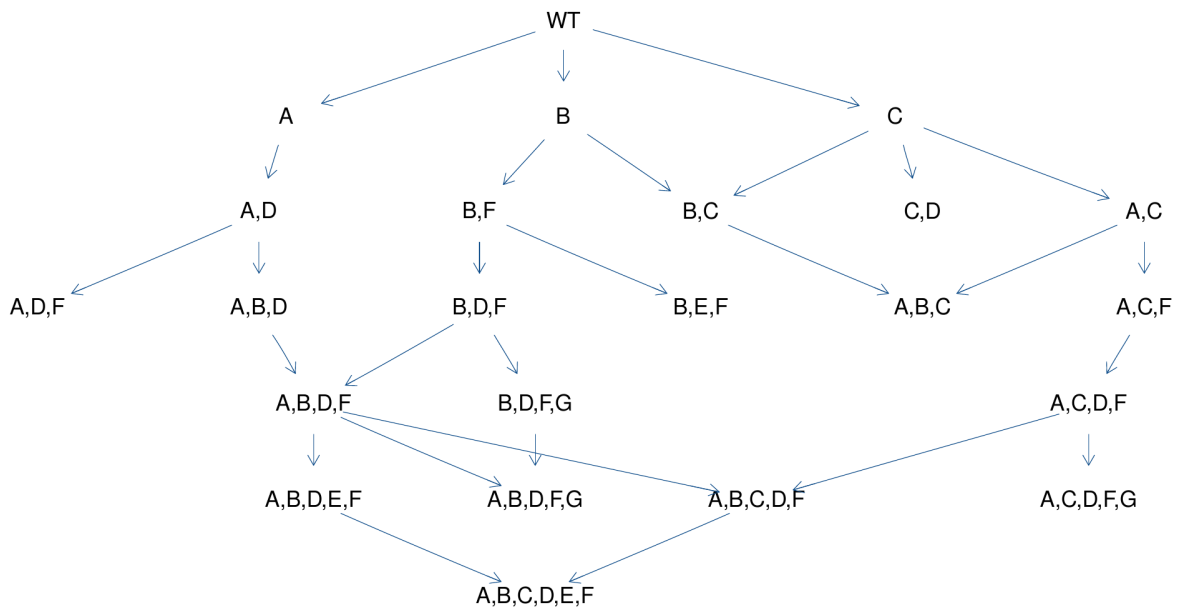 WT
A
B
C
A,D
B,F
B,C
C,D
A,C
A,D,F
A,B,D
B,D,F
B,E,F
A,B,C
A,C,F
A,B,D,F
B,D,F,G
A,C,D,F
A,B,D,E,F
A,B,D,F,G
A,B,C,D,F
A,C,D,F,G
A,B,C,D,E,F